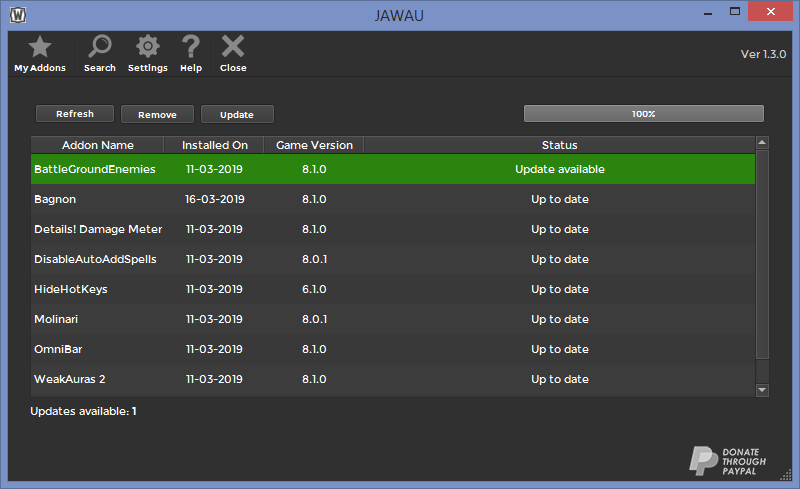 JAWAU
My Addons Search Settings Help Close
Ver 1.3.0
Refresh Remove Update 100%
Addon Name Installed On Game Version Status
BattleGroundEnemies 11-03-2019 8.1.0 Update available
Bagnon 16-03-2019 8.1.0 Up to date
Details! Damage Meter 11-03-2019 8.1.0 Up to date
DisableAutoAddSpells 11-03-2019 8.0.1 Up to date
HideHotKeys 11-03-2019 6.1.0 Up to date
Molinari 11-03-2019 8.0.1 Up to date
OmniBar 11-03-2019 8.1.0 Up to date
WeakAuras 2 11-03-2019 8.1.0 Up to date
Updates available: 1
DONATE
THROUGH
PAYPAL